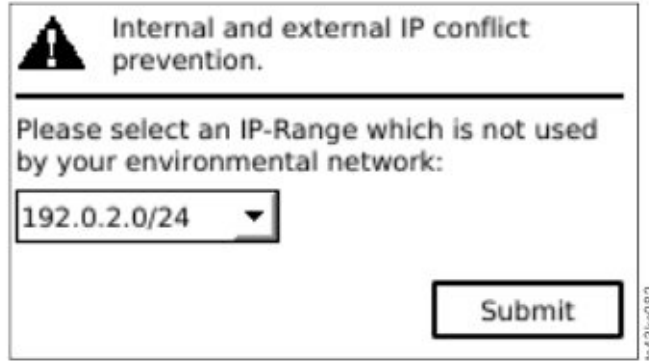 Internal and external IP conflict
prevention.
Please select an IP-Range which is not used
by your environmental network:
192.0.2.0/24
Submit